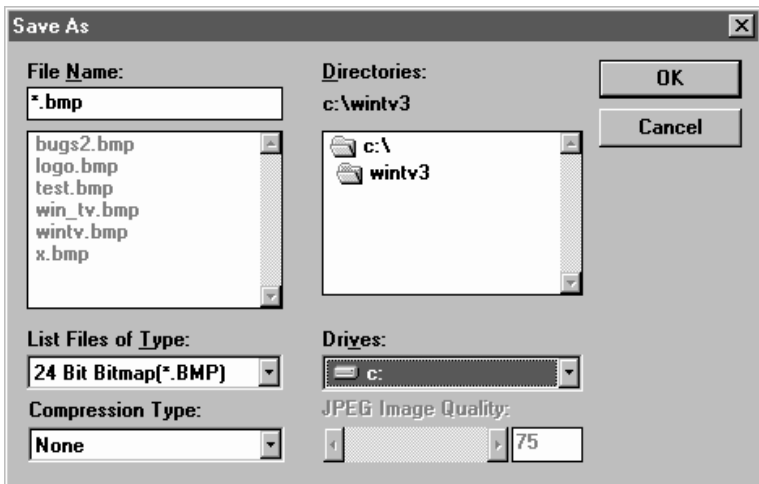 Save As
File Name:
*.bmp
bugs2.bmp
logo.bmp
test.bmp
win_tv.bmp
wintv.bmp
x.bmp
List Files of Type:
24 Bit Bitmap(*.BMP)
Compression Type:
None
Directories:
c:\wintv3
c:\
wintv3
Drives:
c:
JPEG Image Quality:
75
OK
Cancel